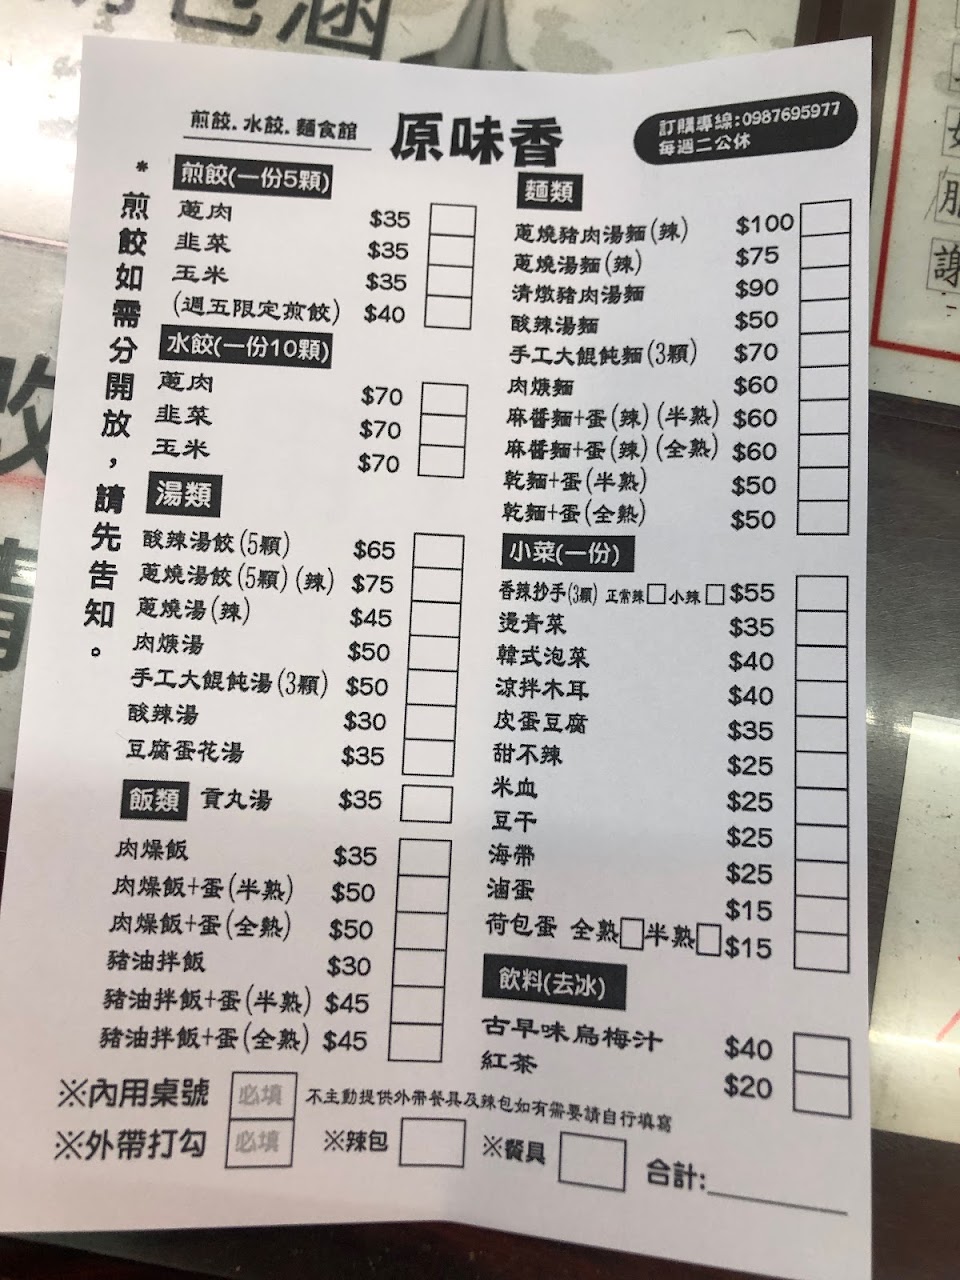 煎餃.水餃.麵食館
原味香
訂購專線:0987695977
每週二公休
*煎餃如需分開放,請先告知。
煎餃(一份5顆)
蔥肉 $35
韭菜 $35
玉米 $35
(週五限定煎餃) $40
水餃(一份10顆)
蔥肉 $70
韭菜 $70
玉米 $70
湯類
酸辣湯餃(5顆) $65
蔥燒湯餃(5顆)(辣) $75
蔥燒湯(辣) $45
肉焿湯 $50
手工大餛飩湯(3顆) $50
酸辣湯 $30
豆腐蛋花湯 $35
飯類 貢丸湯 $35
肉燥飯 $35
肉燥飯+蛋(半熟) $50
肉燥飯+蛋(全熟) $50
豬油拌飯 $30
豬油拌飯+蛋(半熟) $45
豬油拌飯+蛋(全熟) $45
麵類
蔥燒豬肉湯麵(辣) $100
蔥燒湯麵(辣) $75
清燉豬肉湯麵 $90
酸辣湯麵 $50
手工大餛飩麵(3顆) $70
肉焿麵 $60
麻醬麵+蛋(辣)(半熟) $60
麻醬麵+蛋(辣)(全熟) $60
乾麵+蛋(半熟) $50
乾麵+蛋(全熟) $50
小菜(一份)
香辣抄手(3顆) 正常辣 小辣 $55
燙青菜 $35
韓式泡菜 $40
涼拌木耳 $40
皮蛋豆腐 $35
甜不辣 $25
米血 $25
豆干 $25
海帶 $25
滷蛋 $15
荷包蛋 全熟 半熟 $15
飲料(去冰)
古早味烏梅汁 $40
紅茶 $20
※內用桌號 必填 不主動提供外帶餐具及辣包如有需要請自行填寫
※外帶打勾 必填 ※辣包 ※餐具 合計: